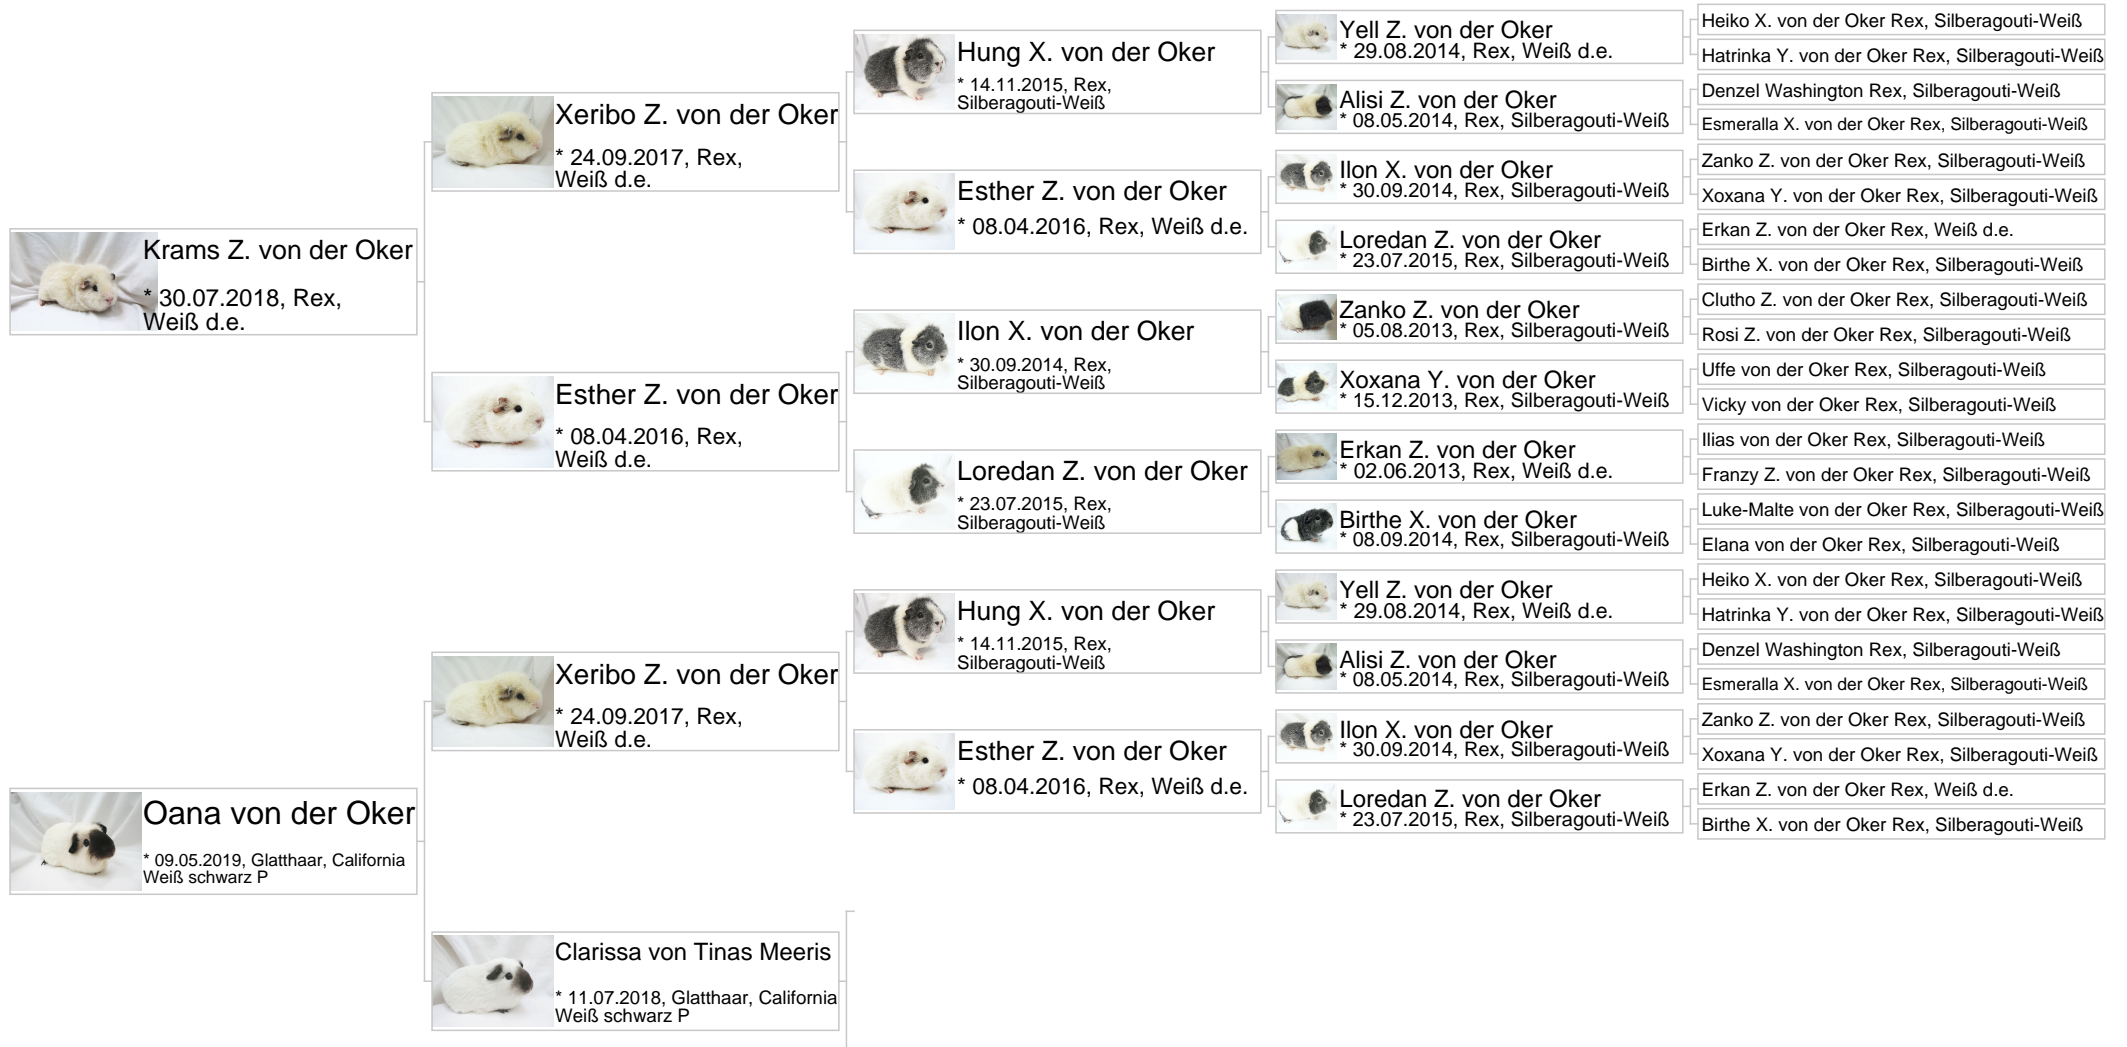 Krams Z. von der Oker
* 30.07.2018, Rex,
Weiß d.e.
Xeribo Z. von der Oker
* 24.09.2017, Rex,
Weiß d.e.
Esther Z. von der Oker
* 08.04.2016, Rex,
Weiß d.e.
Hung X. von der Oker
* 14.11.2015, Rex,
Silberagouti-Weiß
Esther Z. von der Oker
* 08.04.2016, Rex, Weiß d.e.
Ilon X. von der Oker
* 30.09.2014, Rex,
Silberagouti-Weiß
Loredan Z. von der Oker
* 23.07.2015, Rex,
Silberagouti-Weiß
Yell Z. von der Oker
* 29.08.2014, Rex, Weiß d.e.
Alisi Z. von der Oker
* 08.05.2014, Rex, Silberagouti-Weiß
Ilon X. von der Oker
* 30.09.2014, Rex, Silberagouti-Weiß
Loredan Z. von der Oker
* 23.07.2015, Rex, Silberagouti-Weiß
Zanko Z. von der Oker
* 05.08.2013, Rex, Silberagouti-Weiß
Xoxana Y. von der Oker
* 15.12.2013, Rex, Silberagouti-Weiß
Erkan Z. von der Oker
* 02.06.2013, Rex, Weiß d.e.
Birthe X. von der Oker
* 08.09.2014, Rex, Silberagouti-Weiß
Heiko X. von der Oker Rex, Silberagouti-Weiß
Hatrinka Y. von der Oker Rex, Silberagouti-Weiß
Denzel Washington Rex, Silberagouti-Weiß
Esmeralla X. von der Oker Rex, Silberagouti-Weiß
Zanko Z. von der Oker Rex, Silberagouti-Weiß
Xoxana Y. von der Oker Rex, Silberagouti-Weiß
Erkan Z. von der Oker Rex, Weiß d.e.
Birthe X. von der Oker Rex, Silberagouti-Weiß
Clutho Z. von der Oker Rex, Silberagouti-Weiß
Rosi Z. von der Oker Rex, Silberagouti-Weiß
Uffe von der Oker Rex, Silberagouti-Weiß
Vicky von der Oker Rex, Silberagouti-Weiß
Ilias von der Oker Rex, Silberagouti-Weiß
Franzy Z. von der Oker Rex, Silberagouti-Weiß
Luke-Malte von der Oker Rex, Silberagouti-Weiß
Elana von der Oker Rex, Silberagouti-Weiß
Oana von der Oker
* 09.05.2019, Glatthaar, California
Weiß schwarz P
Xeribo Z. von der Oker
* 24.09.2017, Rex,
Weiß d.e.
Clarissa von Tinas Meeris
* 11.07.2018, Glatthaar, California
Weiß schwarz P
Hung X. von der Oker
* 14.11.2015, Rex,
Silberagouti-Weiß
Esther Z. von der Oker
* 08.04.2016, Rex, Weiß d.e.
Yell Z. von der Oker
* 29.08.2014, Rex, Weiß d.e.
Alisi Z. von der Oker
* 08.05.2014, Rex, Silberagouti-Weiß
Ilon X. von der Oker
* 30.09.2014, Rex, Silberagouti-Weiß
Loredan Z. von der Oker
* 23.07.2015, Rex, Silberagouti-Weiß
Heiko X. von der Oker Rex, Silberagouti-Weiß
Hatrinka Y. von der Oker Rex, Silberagouti-Weiß
Denzel Washington Rex, Silberagouti-Weiß
Esmeralla X. von der Oker Rex, Silberagouti-Weiß
Zanko Z. von der Oker Rex, Silberagouti-Weiß
Xoxana Y. von der Oker Rex, Silberagouti-Weiß
Erkan Z. von der Oker Rex, Weiß d.e.
Birthe X. von der Oker Rex, Silberagouti-Weiß